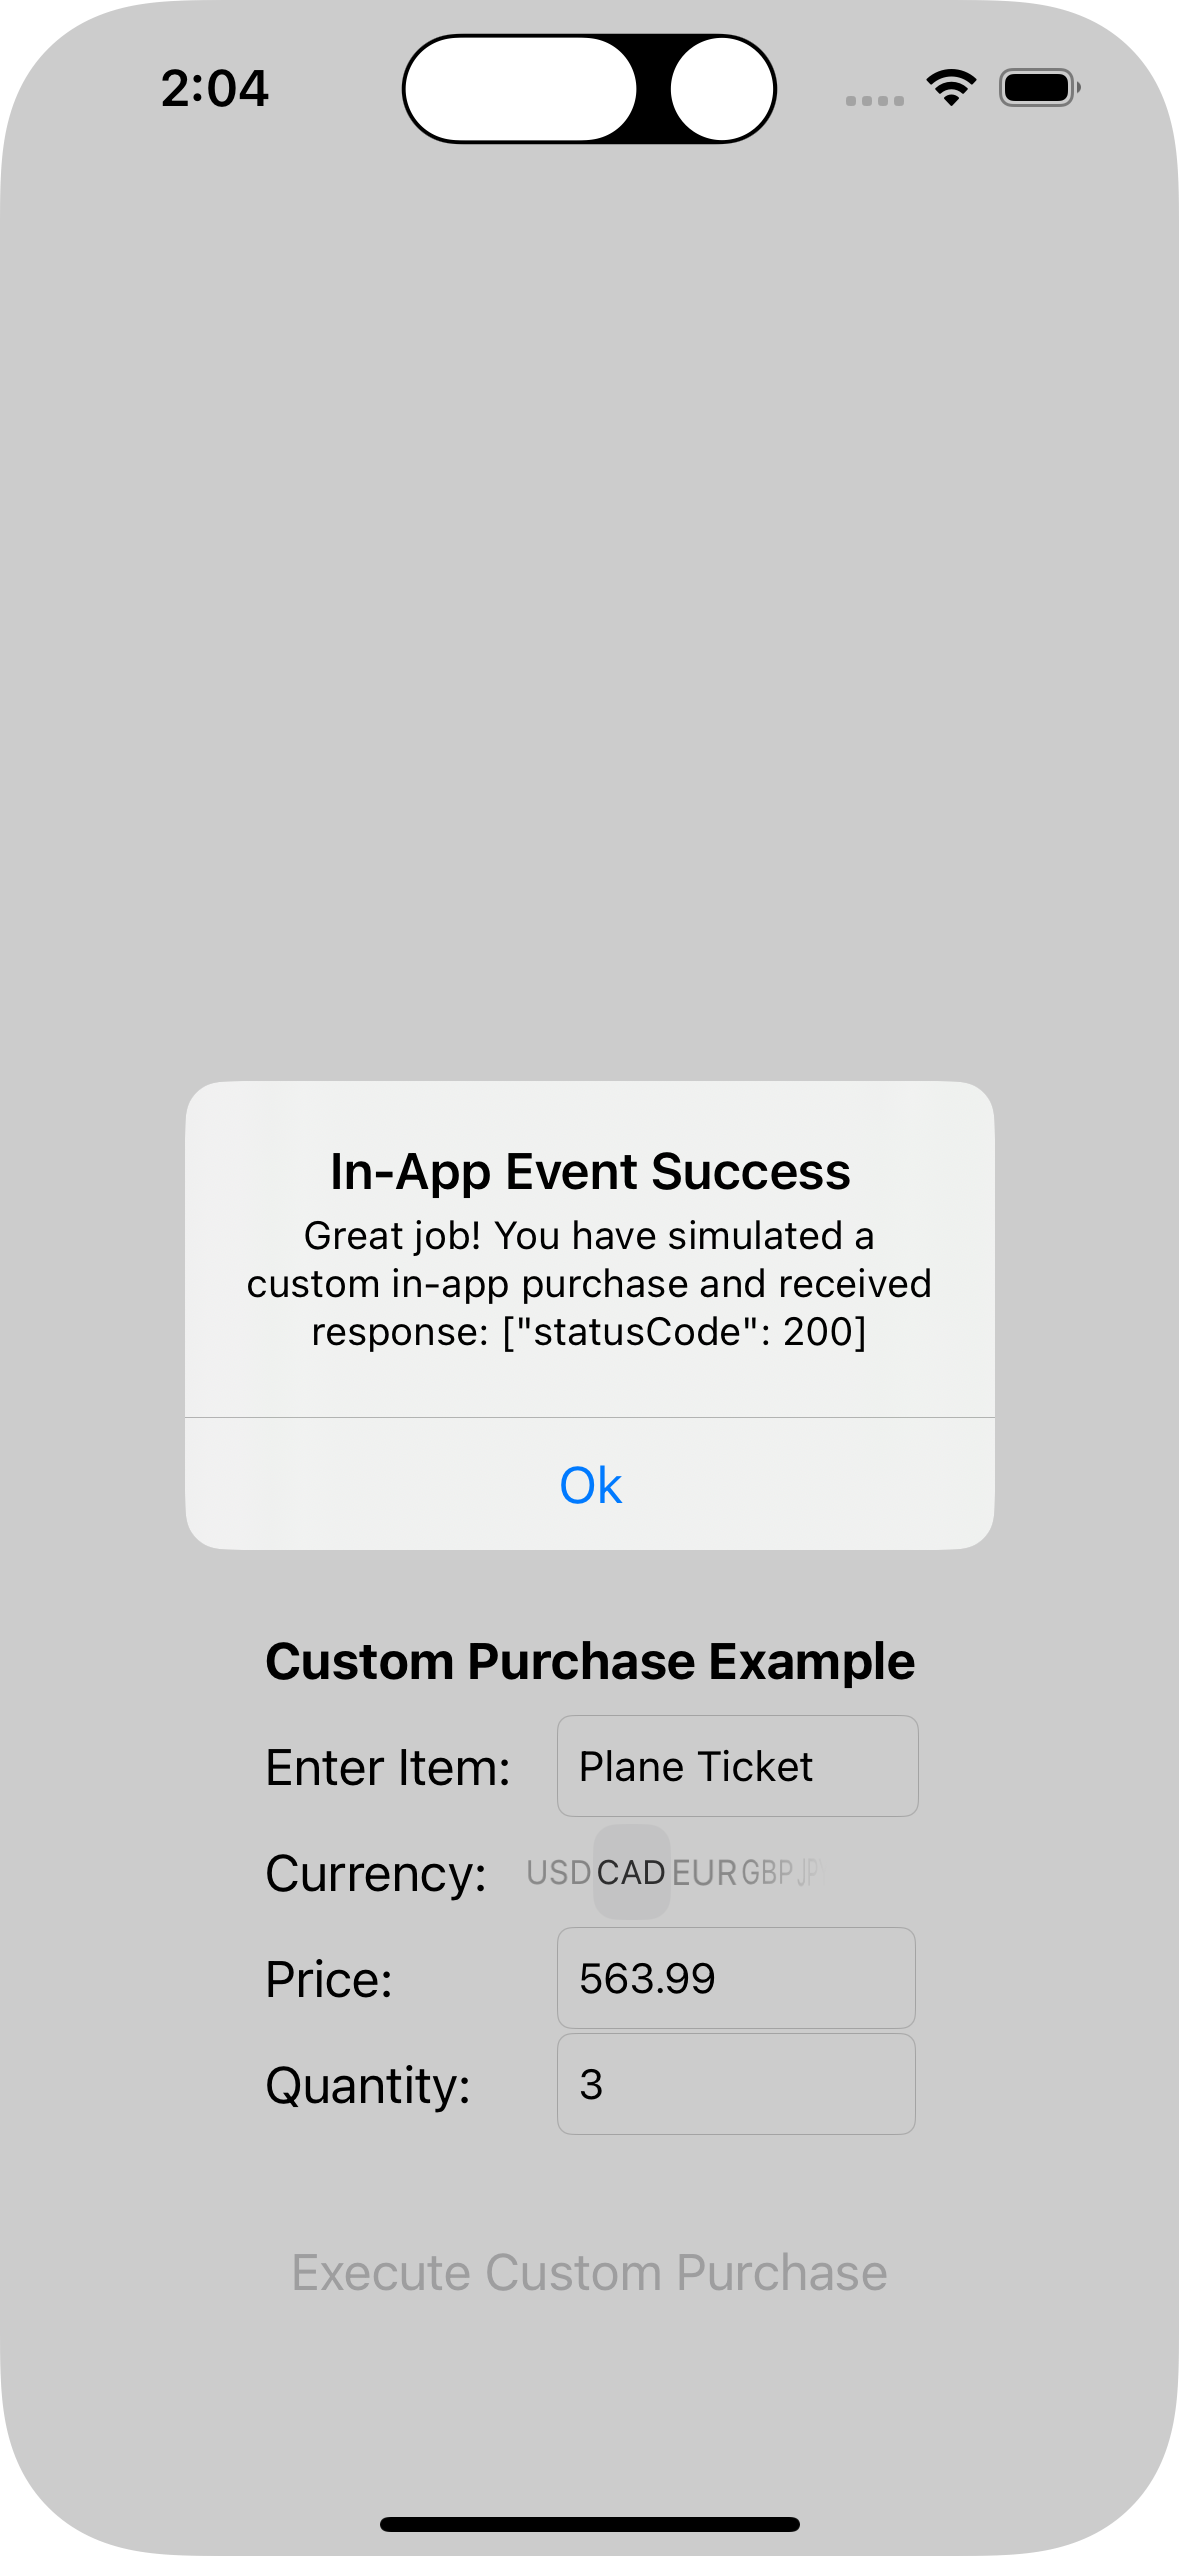 2:04
In-App Event Success
Great job! You have simulated a
custom in-app purchase and received
response: ["statusCode": 200]
Ok
Custom Purchase Example
Enter Item: Plane Ticket
Currency: USD CAD EUR GBP JPY
Price: 563.99
Quantity: 3
Execute Custom Purchase